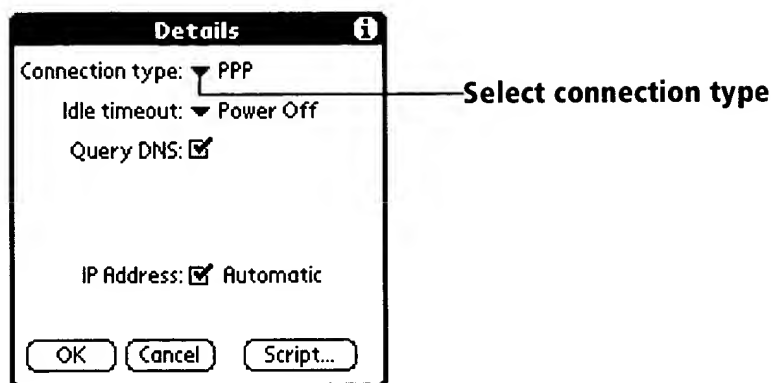 Details
Connection type: PPP
Select connection type
Idle timeout: Power Off
Query DNS:
IP Address: Automatic
OK Cancel Script...